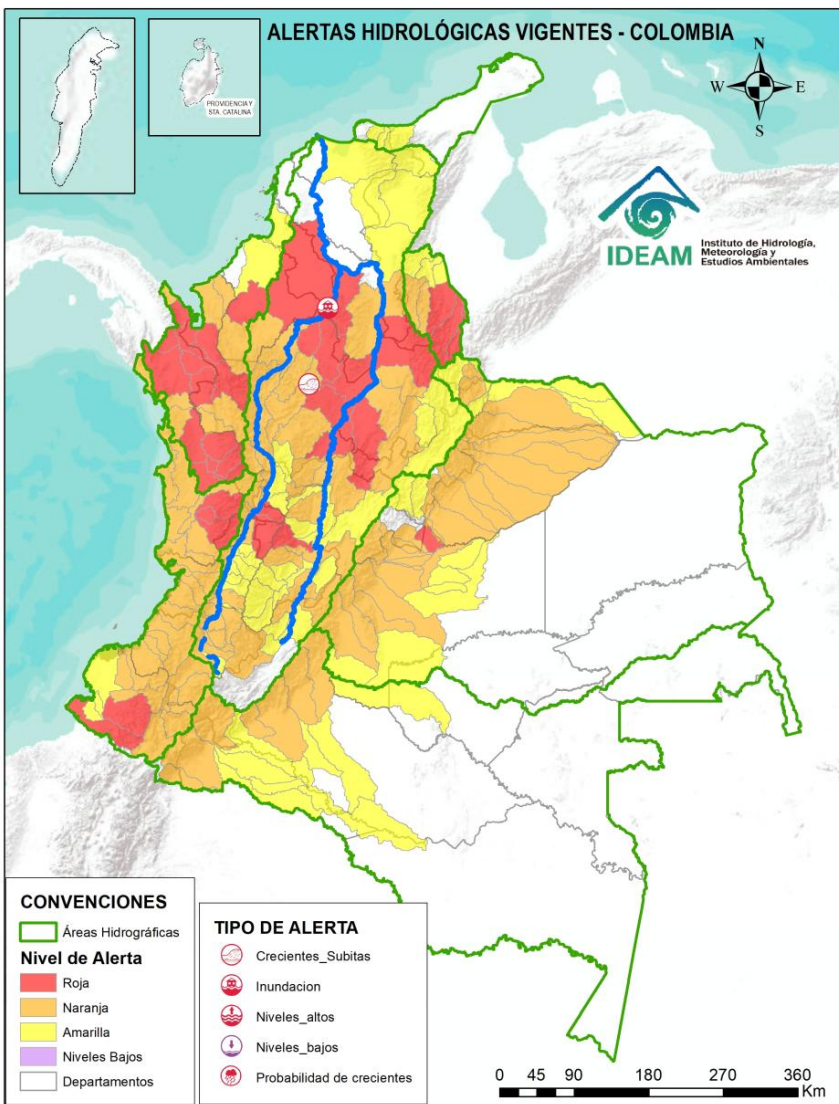 ALERTAS HIDROLÓGICAS VIGENTES - COLOMBIA
PROVIDENCIA Y
STA. CATALINA
N
W
E
S
IDEAM
Instituto de Hidrología,
Meteorología y
Estudios Ambientales
CONVENCIONES
Áreas Hidrográficas
Nivel de Alerta
Roja
Naranja
Amarilla
Niveles Bajos
Departamentos
TIPO DE ALERTA
Crecientes_Subitas
Inundacion
Niveles_altos
Niveles_bajos
Probabilidad de crecientes
0 45 90 180 270 360
Km